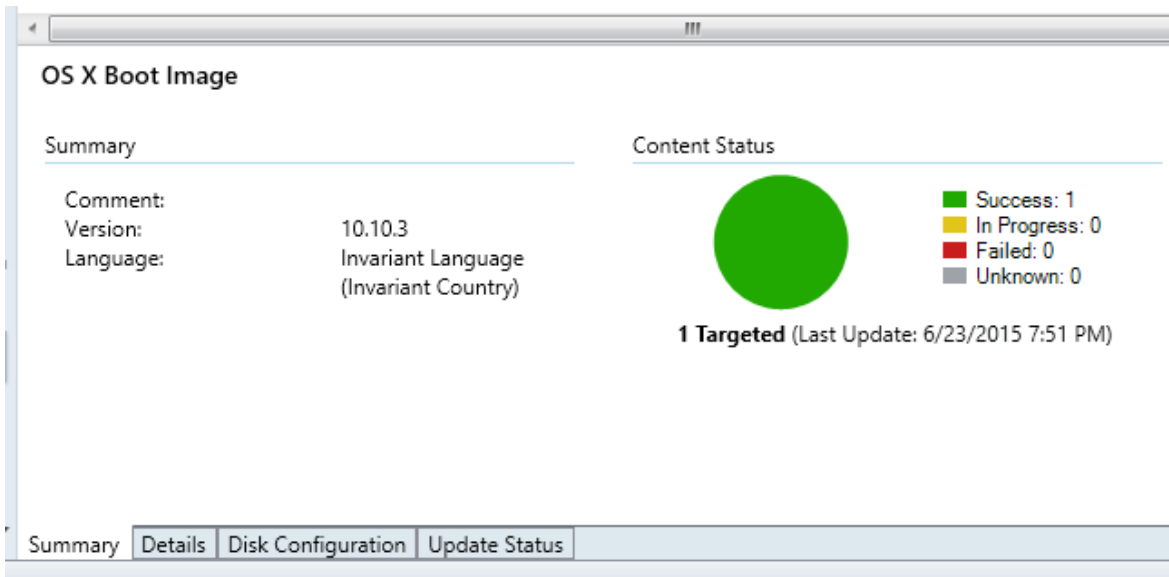 OS X Boot Image
Summary
Comment:
Version: 10.10.3
Language: Invariant Language
(Invariant Country)
Content Status
Success: 1
In Progress: 0
Failed: 0
Unknown: 0
1 Targeted (Last Update: 6/23/2015 7:51 PM)
Summary Details Disk Configuration Update Status